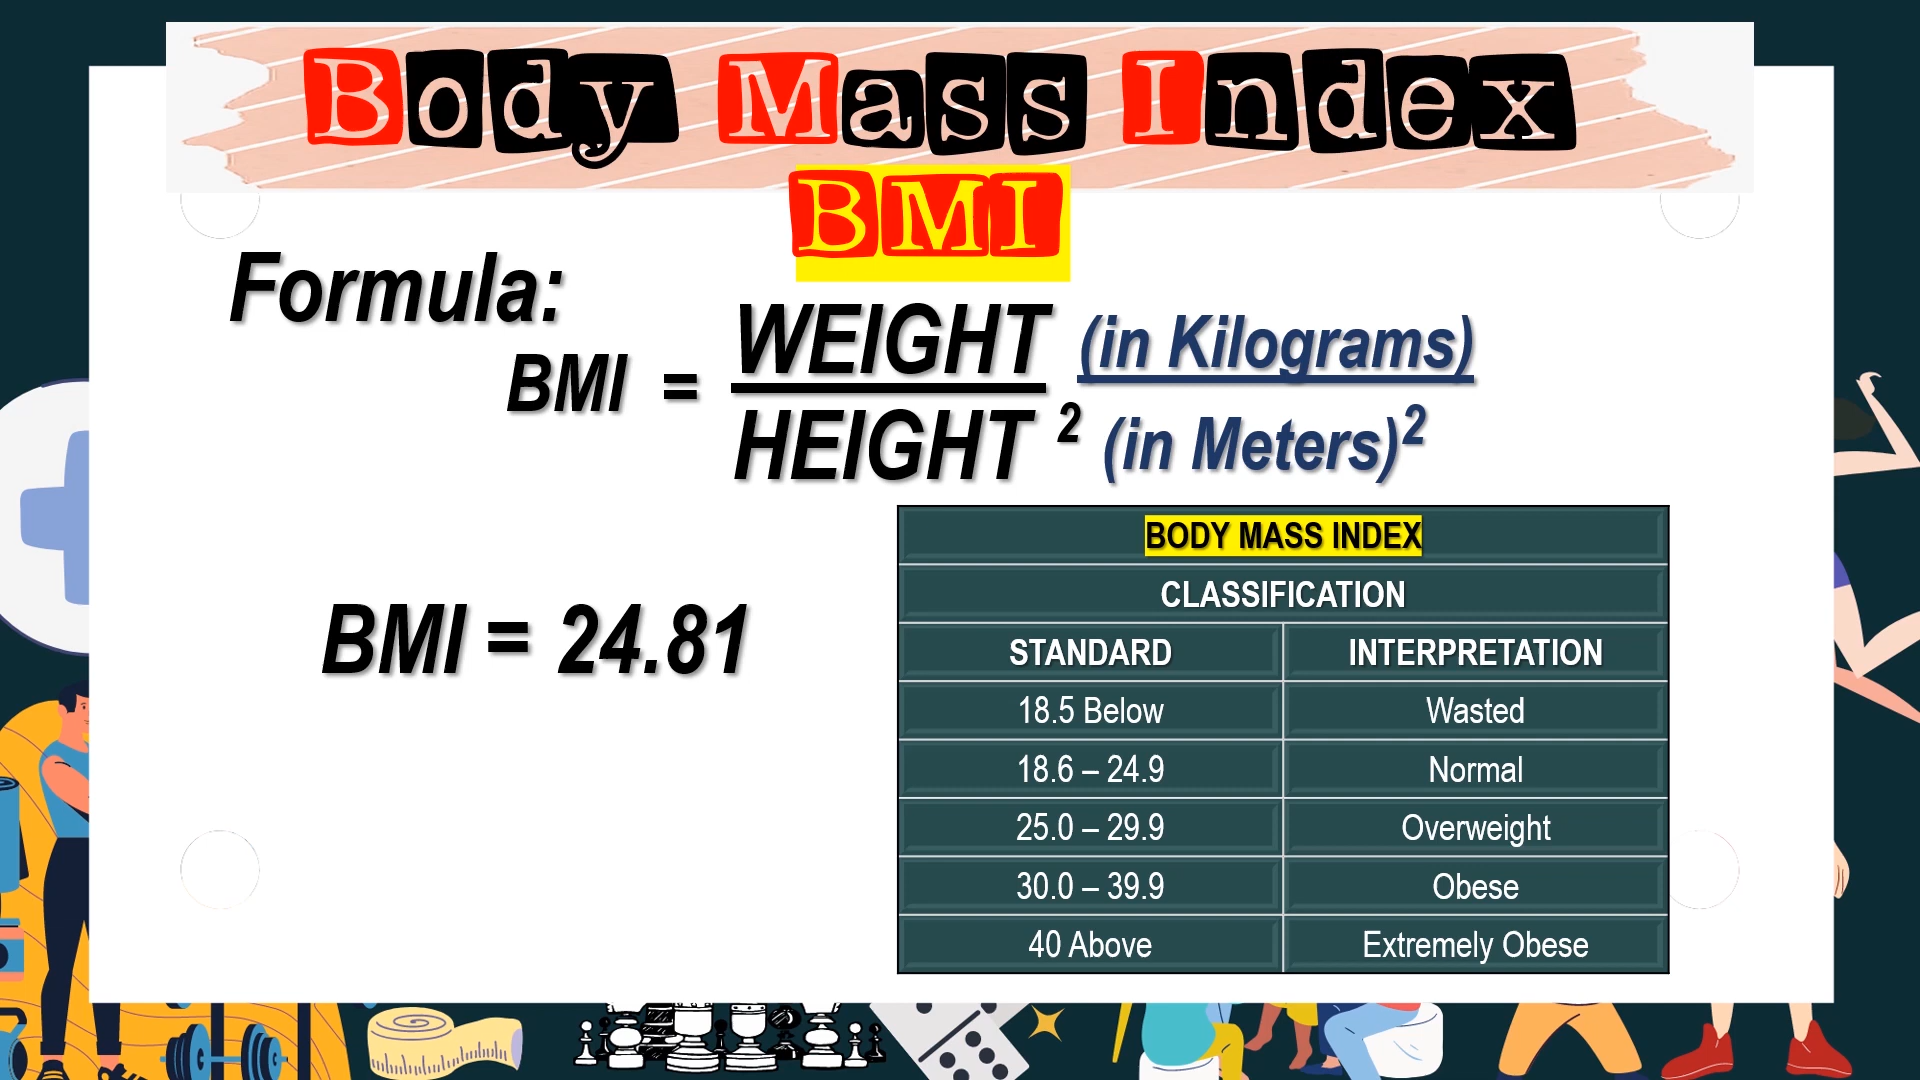 Body Mass Index
BMI
Formula:
BMI = WEIGHT (in Kilograms)
HEIGHT ² (in Meters)²
BMI = 24.81
BODY MASS INDEX
CLASSIFICATION
STANDARD INTERPRETATION
18.5 Below Wasted
18.6 – 24.9 Normal
25.0 – 29.9 Overweight
30.0 – 39.9 Obese
40 Above Extremely Obese